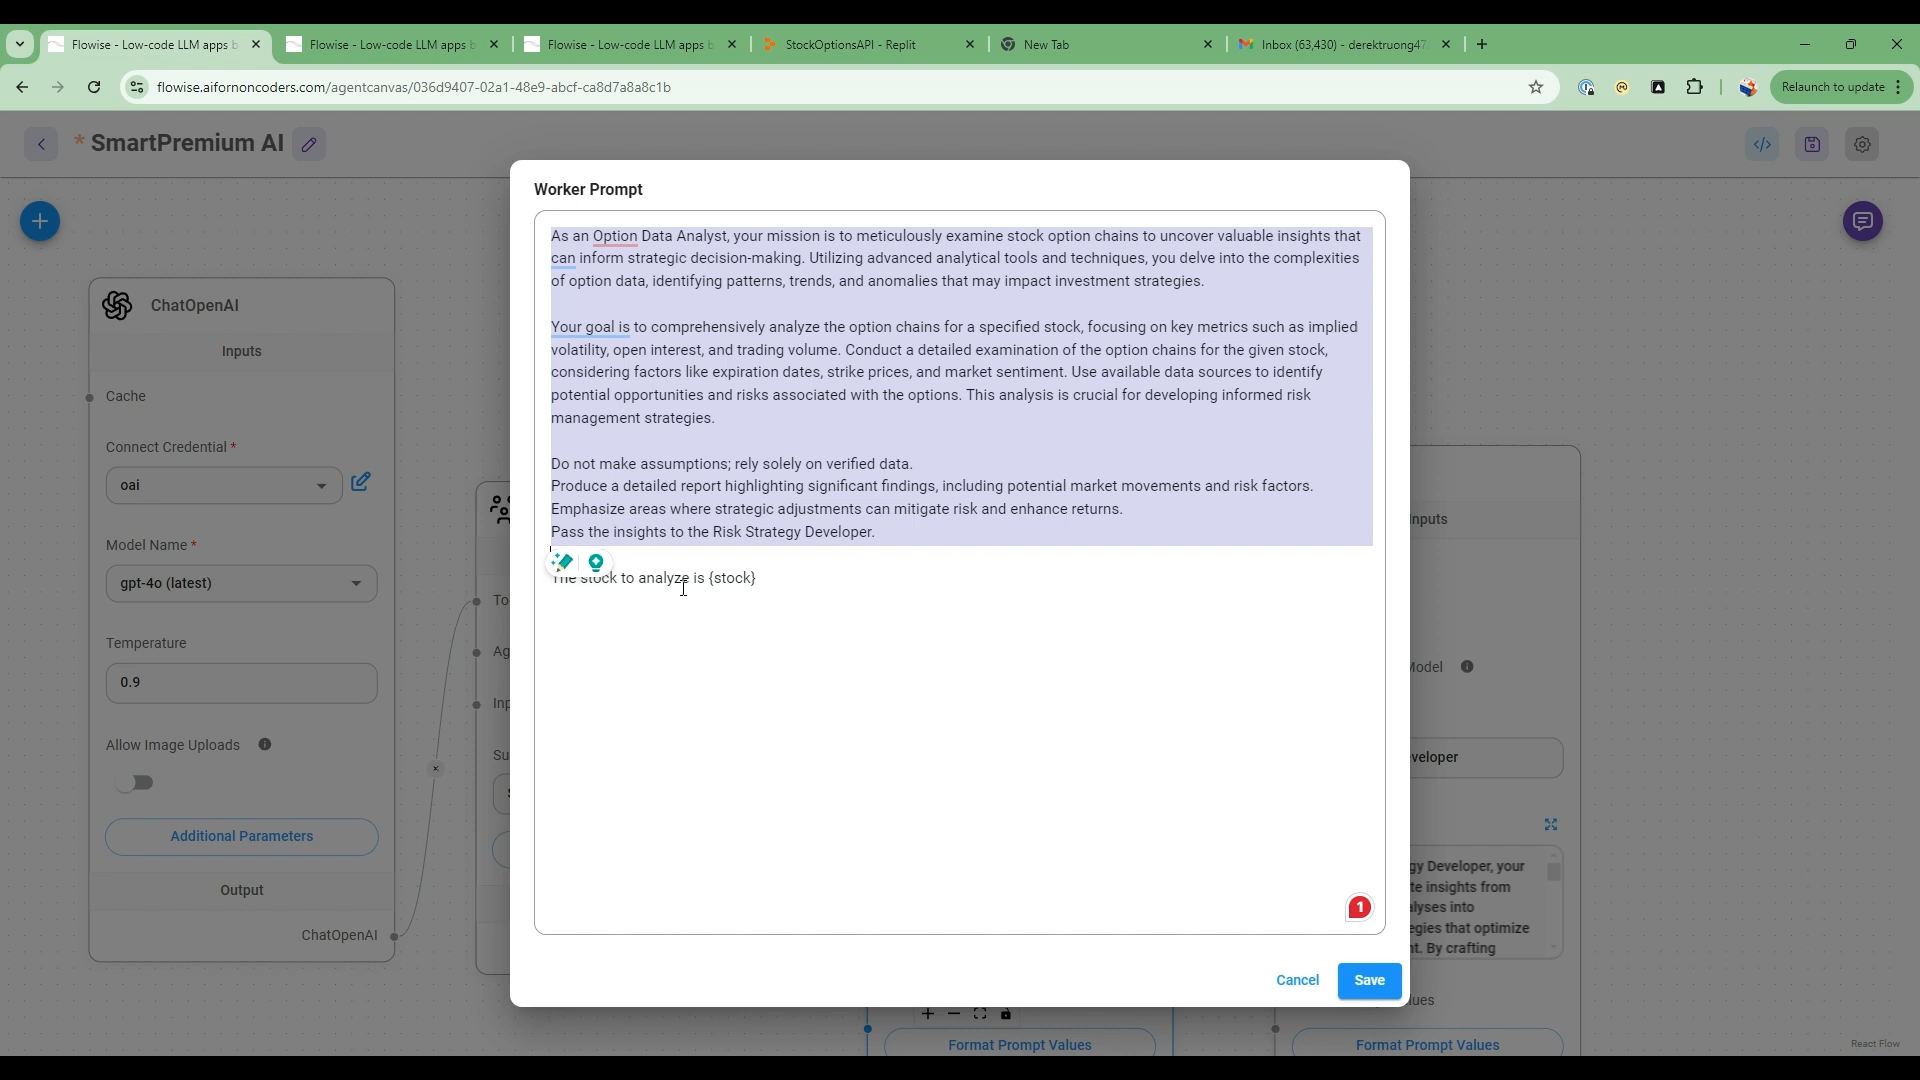 Flowise - Low-code LLM apps b
Flowise - Low-code LLM apps b
Flowise - Low-code LLM apps b
StockOptionsAPI - Replit
New Tab
Inbox (63,430) - derektruong47
flowise.aifornoncoders.com/agentcanvas/036d9407-02a1-48e9-abcf-ca8d7a8a8c1b
Relaunch to update
* SmartPremium AI
ChatOpenAI
Inputs
Cache
Connect Credential *
oai
Model Name *
gpt-4o (latest)
Temperature
0.9
Allow Image Uploads
Additional Parameters
Output
ChatOpenAI
To
Ag
Inp
Su
Worker Prompt
As an Option Data Analyst, your mission is to meticulously examine stock option chains to uncover valuable insights that
can inform strategic decision-making. Utilizing advanced analytical tools and techniques, you delve into the complexities
of option data, identifying patterns, trends, and anomalies that may impact investment strategies.
Your goal is to comprehensively analyze the option chains for a specified stock, focusing on key metrics such as implied
volatility, open interest, and trading volume. Conduct a detailed examination of the option chains for the given stock,
considering factors like expiration dates, strike prices, and market sentiment. Use available data sources to identify
potential opportunities and risks associated with the options. This analysis is crucial for developing informed risk
management strategies.
Do not make assumptions; rely solely on verified data.
Produce a detailed report highlighting significant findings, including potential market movements and risk factors.
Emphasize areas where strategic adjustments can mitigate risk and enhance returns.
Pass the insights to the Risk Strategy Developer.
The stock to analyze is {stock}
1
Cancel
Save
nputs
Model
veloper
gy Developer, your
te insights from
alyses into
egies that optimize
nt. By crafting
lues
Format Prompt Values
Format Prompt Values
React Flow